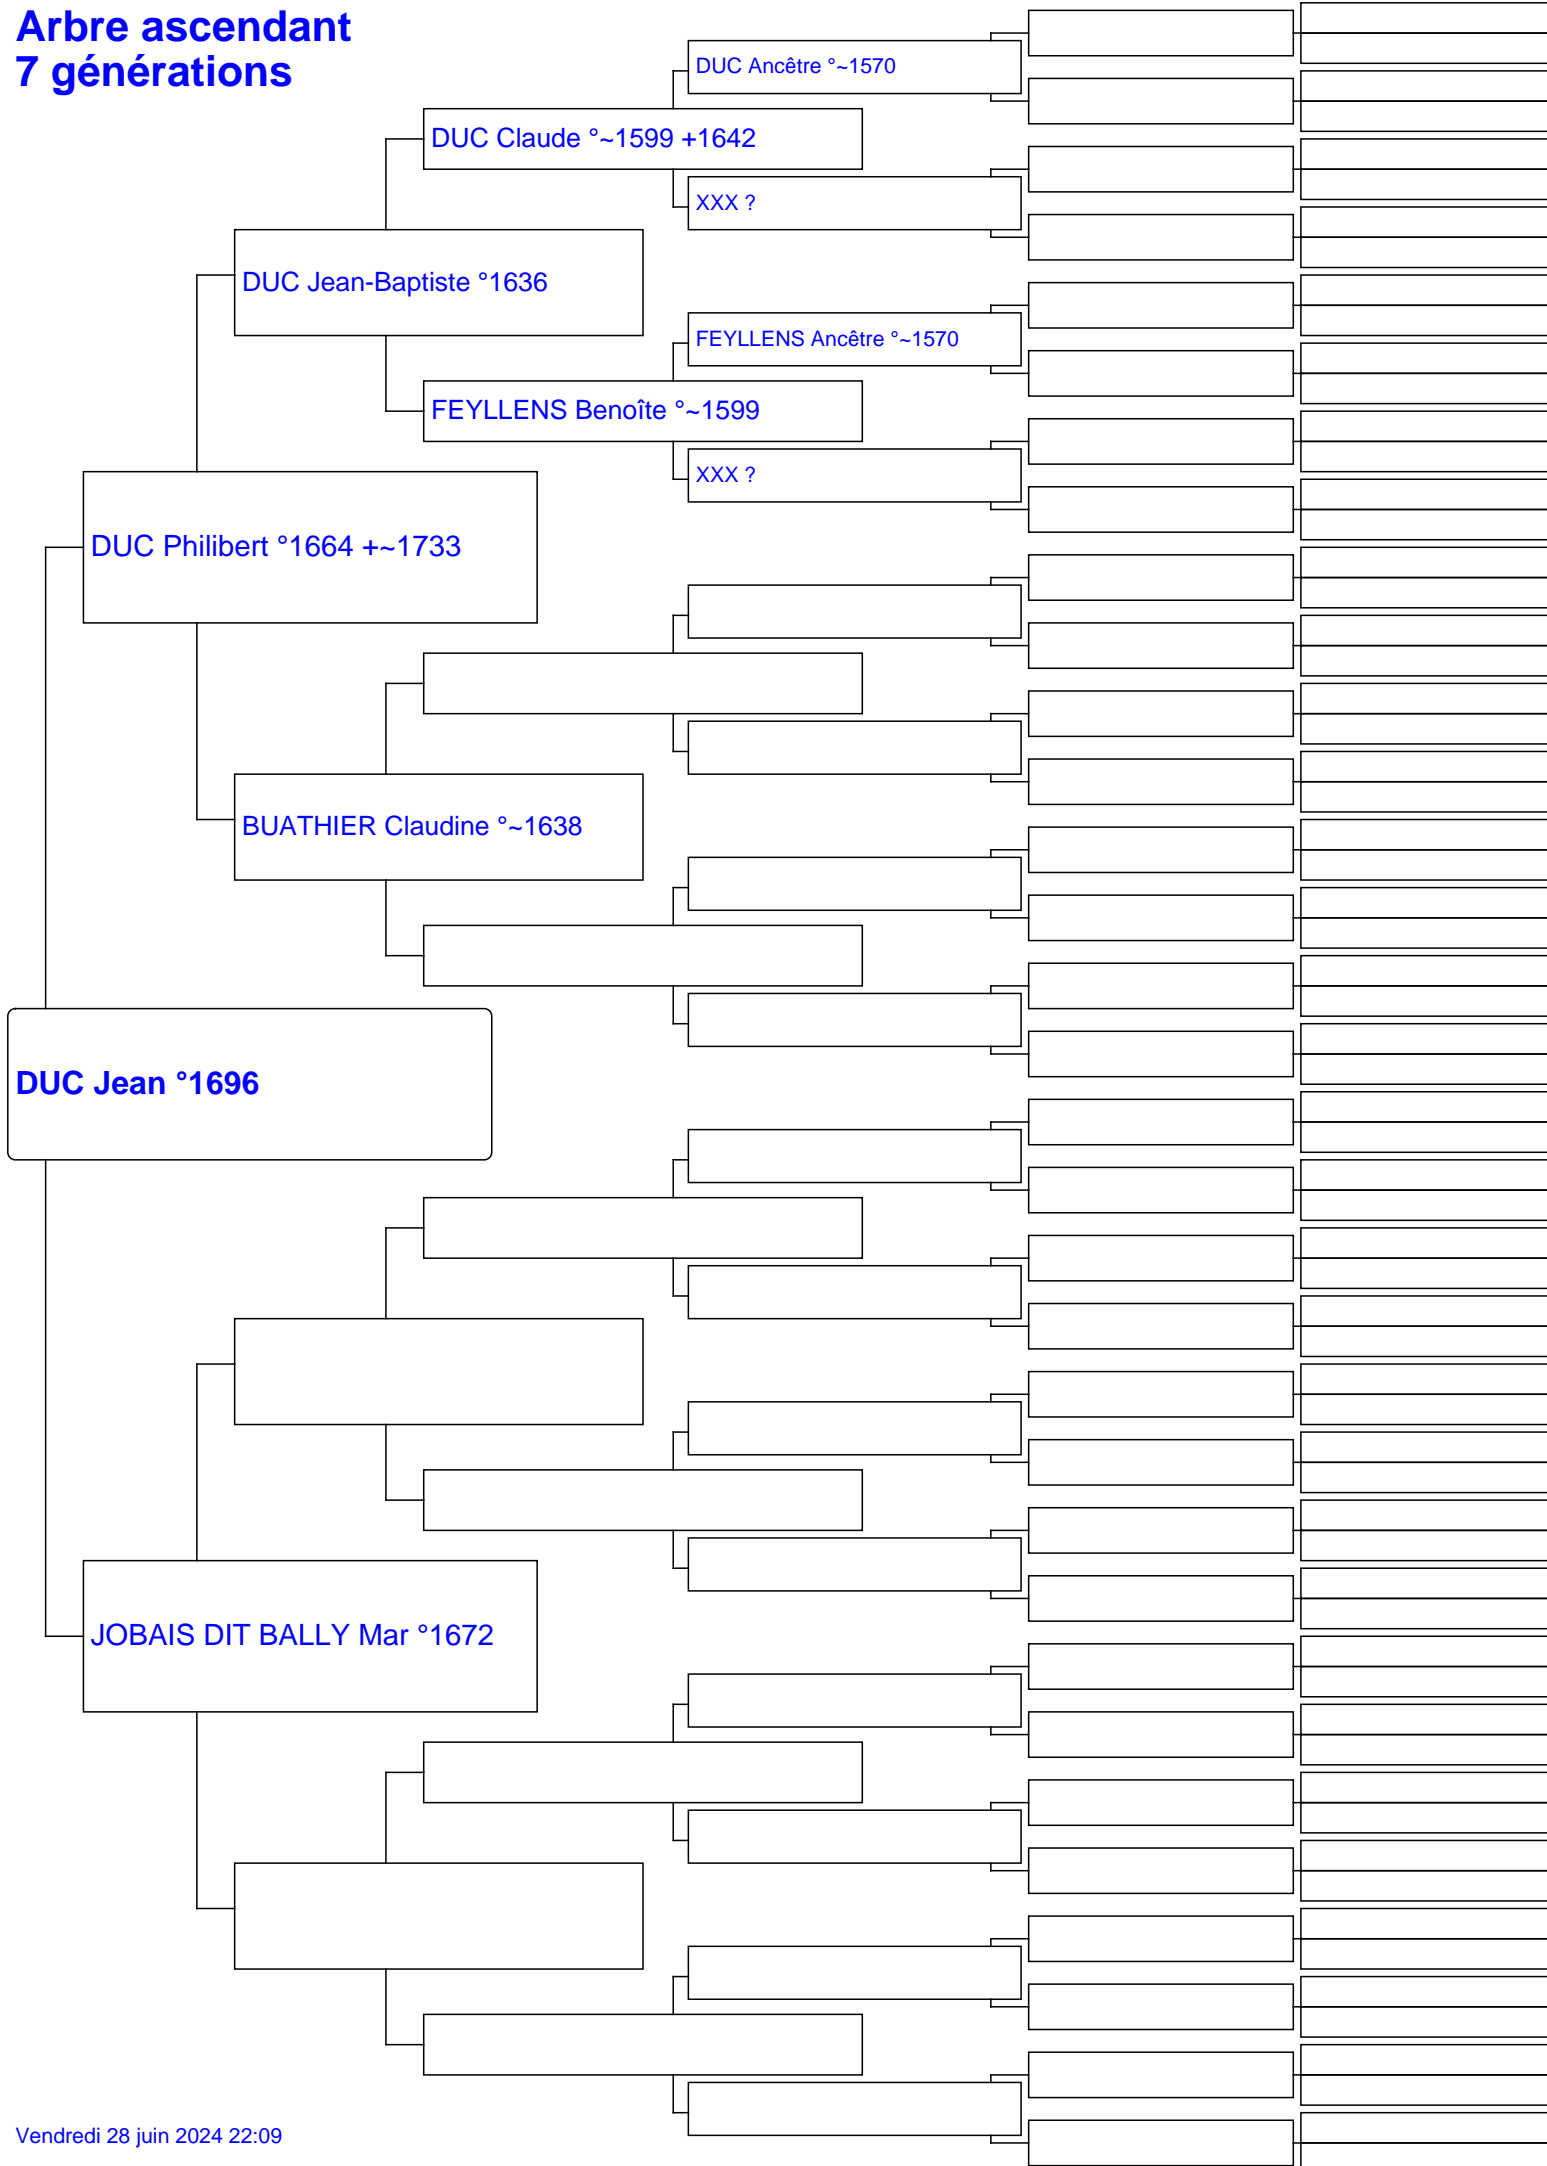 Arbre ascendant
7 générations
DUC Ancêtre °~1570
DUC Claude °~1599 +1642
XXX ?
DUC Jean-Baptiste °1636
FEYLLENS Ancêtre °~1570
FEYLLENS Benoîte °~1599
XXX ?
DUC Philibert °1664 +~1733
BUATHIER Claudine °~1638
DUC Jean °1696
JOBAIS DIT BALLY Mar °1672
Vendredi 28 juin 2024 22:09